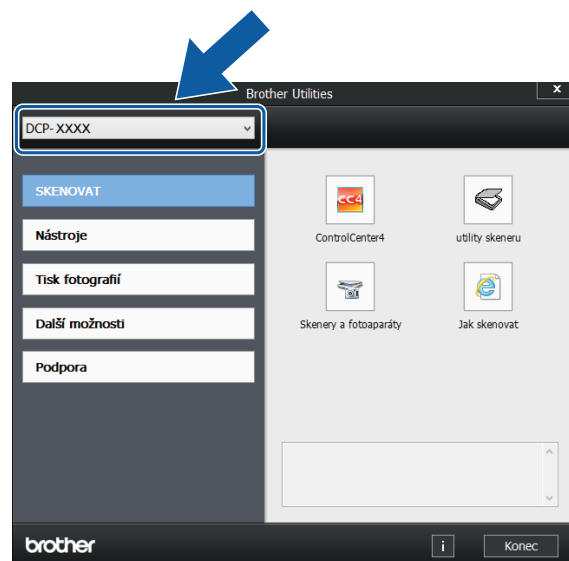 Brother Utilities
x
DCP-XXXX
SKENOVAT
Nástroje
Tisk fotografií
Další možnosti
Podpora
CC4
ControlCenter4
utility skeneru
Skenery a fotoaparáty
Jak skenovat
brother
i
Konec